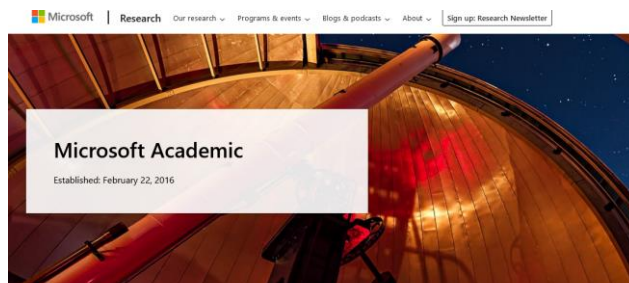 Microsoft | Research Our research Programs & events Blogs & podcasts About Sign up: Research Newsletter
Microsoft Academic
Established: February 22, 2016